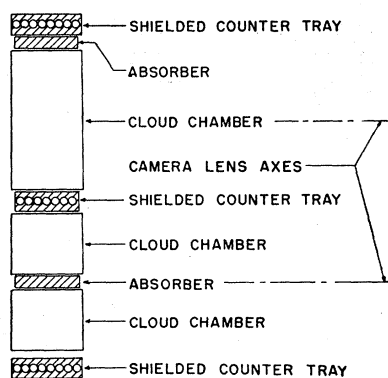 SHIELDED COUNTER TRAY
ABSORBER
CLOUD CHAMBER
CAMERA LENS AXES
SHIELDED COUNTER TRAY
CLOUD CHAMBER
ABSORBER
CLOUD CHAMBER
SHIELDED COUNTER TRAY